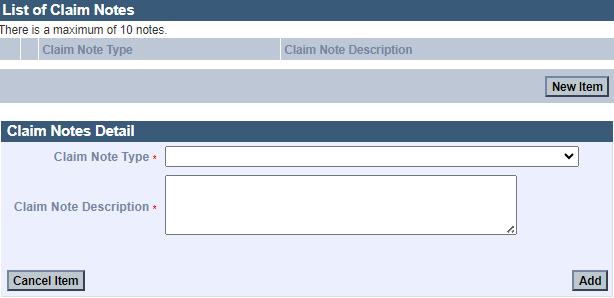 List of Claim Notes
There is a maximum of 10 notes.
Claim Note Type Claim Note Description
New Item
Claim Notes Detail
Claim Note Type *
Claim Note Description *
Cancel Item Add